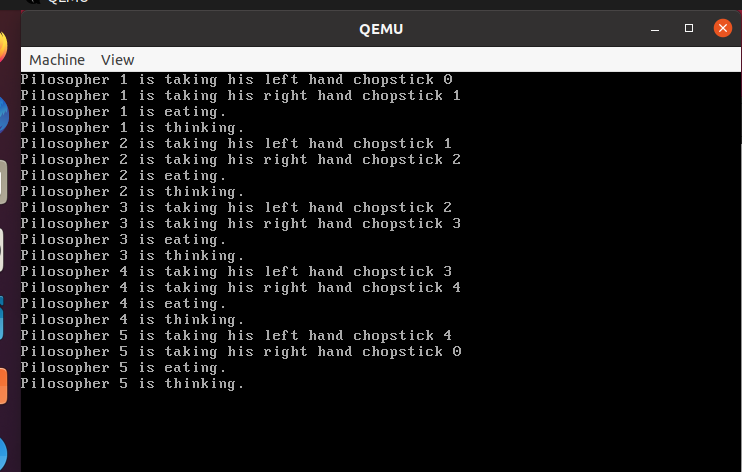 QEMU
QEMU
Machine View
Pilosopher 1 is taking his left hand chopstick 0
Pilosopher 1 is taking his right hand chopstick 1
Pilosopher 1 is eating.
Pilosopher 1 is thinking.
Pilosopher 2 is taking his left hand chopstick 1
Pilosopher 2 is taking his right hand chopstick 2
Pilosopher 2 is eating.
Pilosopher 2 is thinking.
Pilosopher 3 is taking his left hand chopstick 2
Pilosopher 3 is taking his right hand chopstick 3
Pilosopher 3 is eating.
Pilosopher 3 is thinking.
Pilosopher 4 is taking his left hand chopstick 3
Pilosopher 4 is taking his right hand chopstick 4
Pilosopher 4 is eating.
Pilosopher 4 is thinking.
Pilosopher 5 is taking his left hand chopstick 4
Pilosopher 5 is taking his right hand chopstick 0
Pilosopher 5 is eating.
Pilosopher 5 is thinking.